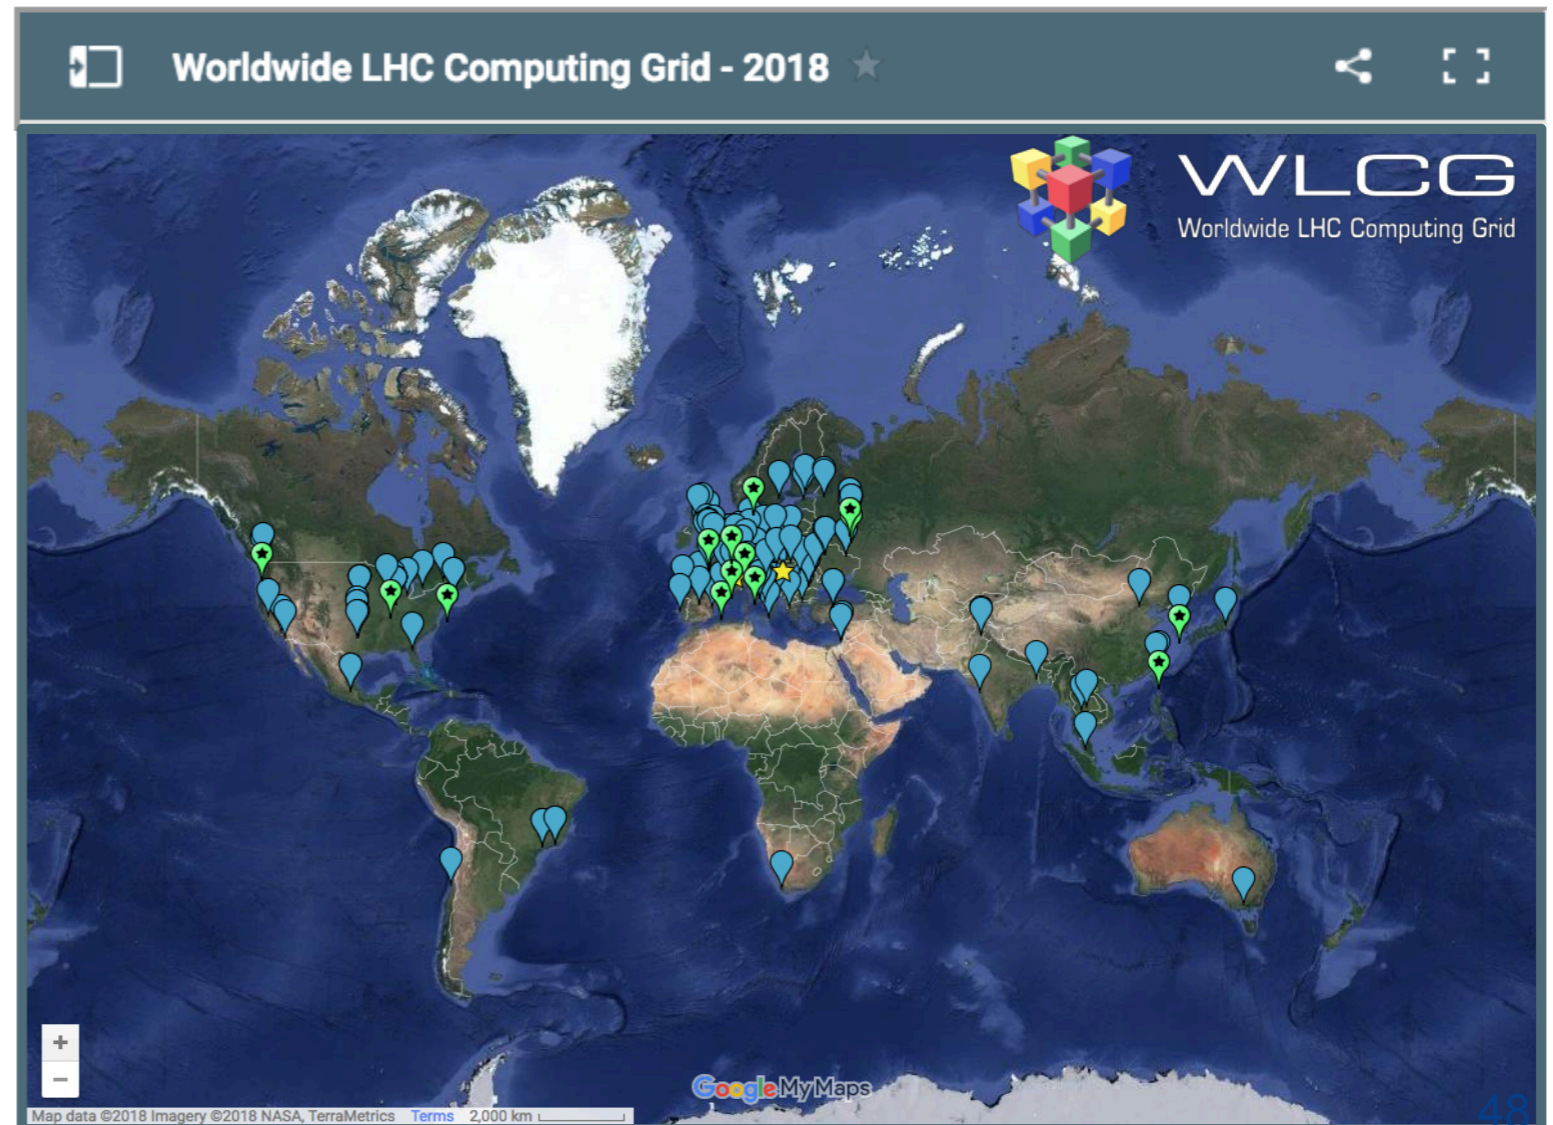 Worldwide LHC Computing Grid - 2018
WLCG
Worldwide LHC Computing Grid
+
−
Google My Maps
Map data ©2018 Imagery ©2018 NASA, TerraMetrics Terms 2,000 km
48